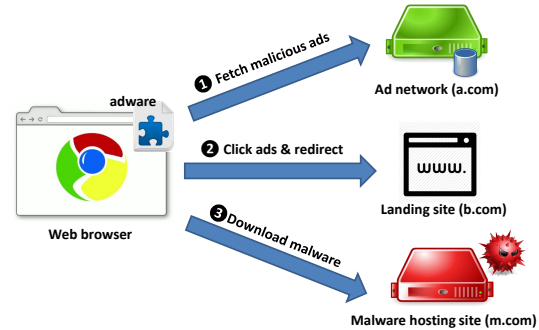 adware
Web browser
❶ Fetch malicious ads
Ad network (a.com)
❷ Click ads & redirect
www.
Landing site (b.com)
❸ Download malware
Malware hosting site (m.com)